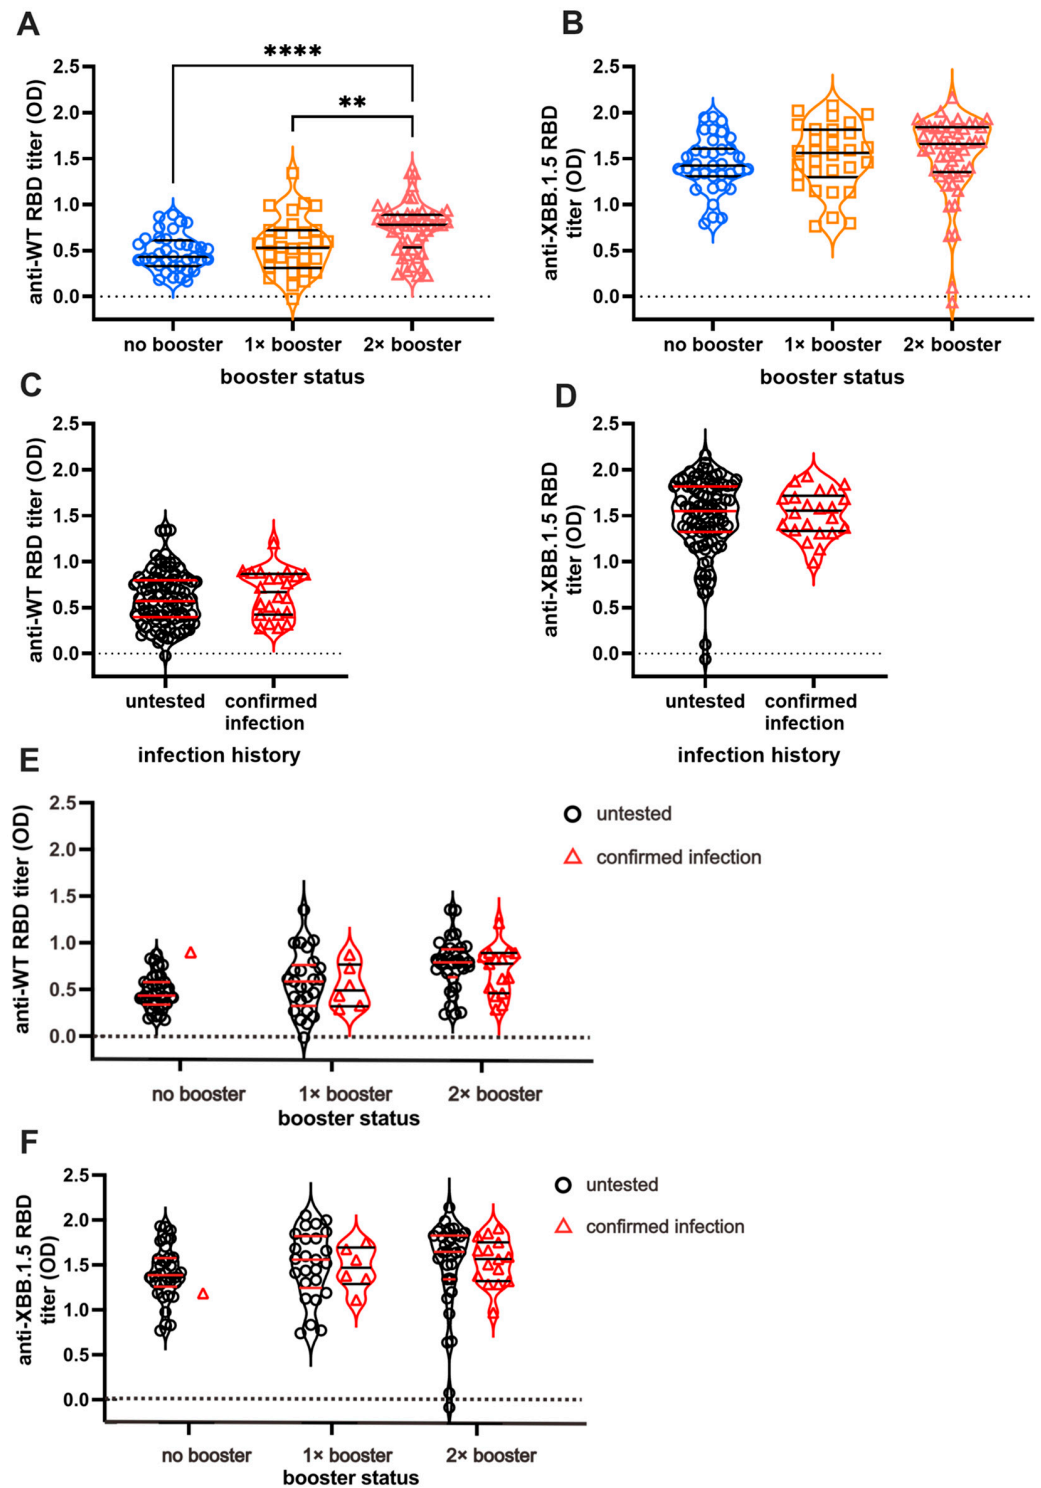 A
****
**
anti-WT RBD titer (OD)
2.5
2.0
1.5
1.0
0.5
0.0
no booster
1× booster
2× booster
booster status
B
anti-XBB.1.5 RBD
titer (OD)
2.5
2.0
1.5
1.0
0.5
0.0
no booster
1× booster
2× booster
booster status
C
anti-WT RBD titer (OD)
2.5
2.0
1.5
1.0
0.5
0.0
untested
confirmed
infection
infection history
D
anti-XBB.1.5 RBD
titer (OD)
2.5
2.0
1.5
1.0
0.5
0.0
untested
confirmed
infection
infection history
E
anti-WT RBD titer (OD)
2.5
2.0
1.5
1.0
0.5
0.0
no booster
1× booster
2× booster
booster status
untested
confirmed infection
F
anti-XBB.1.5 RBD
titer (OD)
2.5
2.0
1.5
1.0
0.5
0.0
no booster
1× booster
2× booster
booster status
untested
confirmed infection